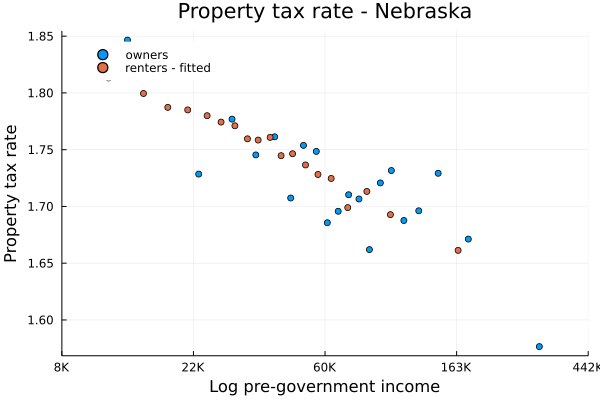 Property tax rate - Nebraska
1.85
owners
renters - fitted
1.80
1.75
1.70
1.65
1.60
Property tax rate
8K 22K 60K 163K 442K
Log pre-government income